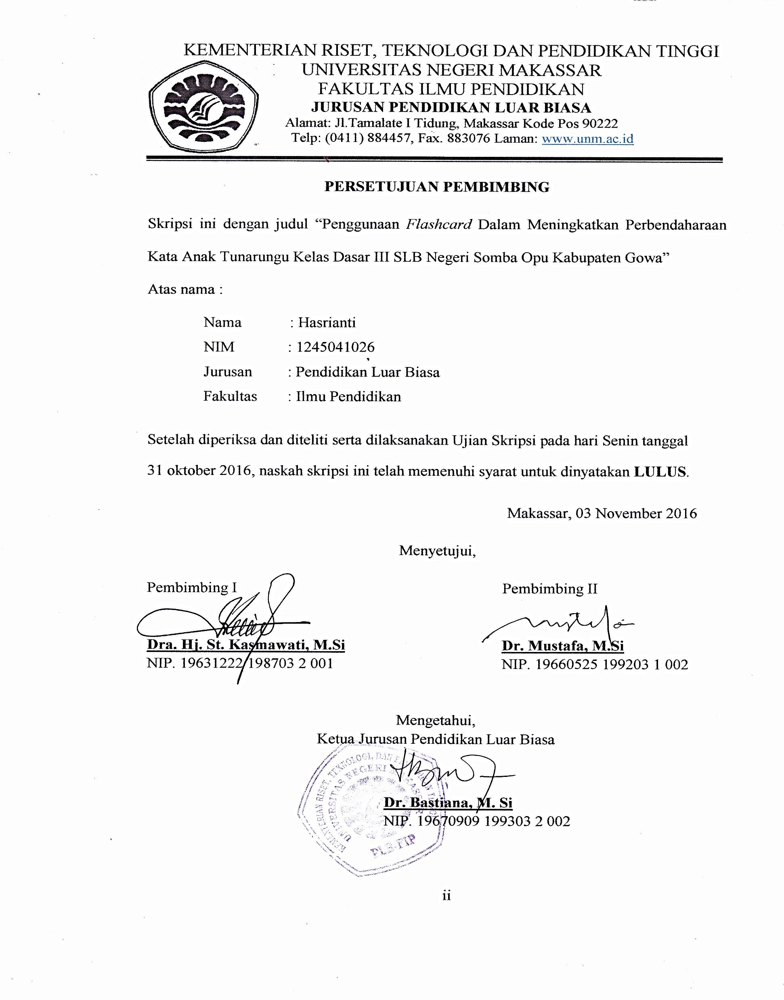 KEMENTERIAN RISET, TEKNOLOGI DAN PENDIDIKAN TINGGI
UNIVERSITAS NEGERI MAKASSAR
FAKULTAS ILMU PENDIDIKAN
JURUSAN PENDIDIKAN LUAR BIASA
Alamat: Jl.Tamalate I Tidung, Makassar Kode Pos 90222
Telp: (0411) 884457, Fax. 883076 Laman: www.unm.ac.id
PERSETUJUAN PEMBIMBING
Skripsi ini dengan judul “Penggunaan Flashcard Dalam Meningkatkan Perbendaharaan
Kata Anak Tunarungu Kelas Dasar III SLB Negeri Somba Opu Kabupaten Gowa”
Atas nama :
Nama : Hasrianti
NIM : 1245041026
Jurusan : Pendidikan Luar Biasa
Fakultas : Ilmu Pendidikan
Setelah diperiksa dan diteliti serta dilaksanakan Ujian Skripsi pada hari Senin tanggal
31 oktober 2016, naskah skripsi ini telah memenuhi syarat untuk dinyatakan LULUS.
Makassar, 03 November 2016
Menyetujui,
Pembimbing I
Pembimbing II
Dra. Hj. St. Kasmawati, M.Si
NIP. 19631222 198703 2 001
Dr. Mustafa, M.Si
NIP. 19660525 199203 1 002
Mengetahui,
Ketua Jurusan Pendidikan Luar Biasa
KEMENTERIAN RISET, TEKNOLOGI, DAN
UNIVERSITAS NEGERI MAKASSAR
PLB-FIP
Dr. Bastiana, M. Si
NIP. 19670909 199303 2 002
ii